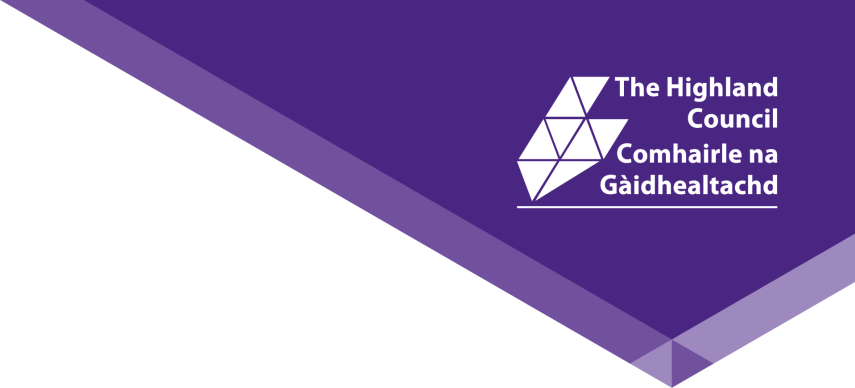 The Highland
Council
Comhairle na
Gàidhealtachd